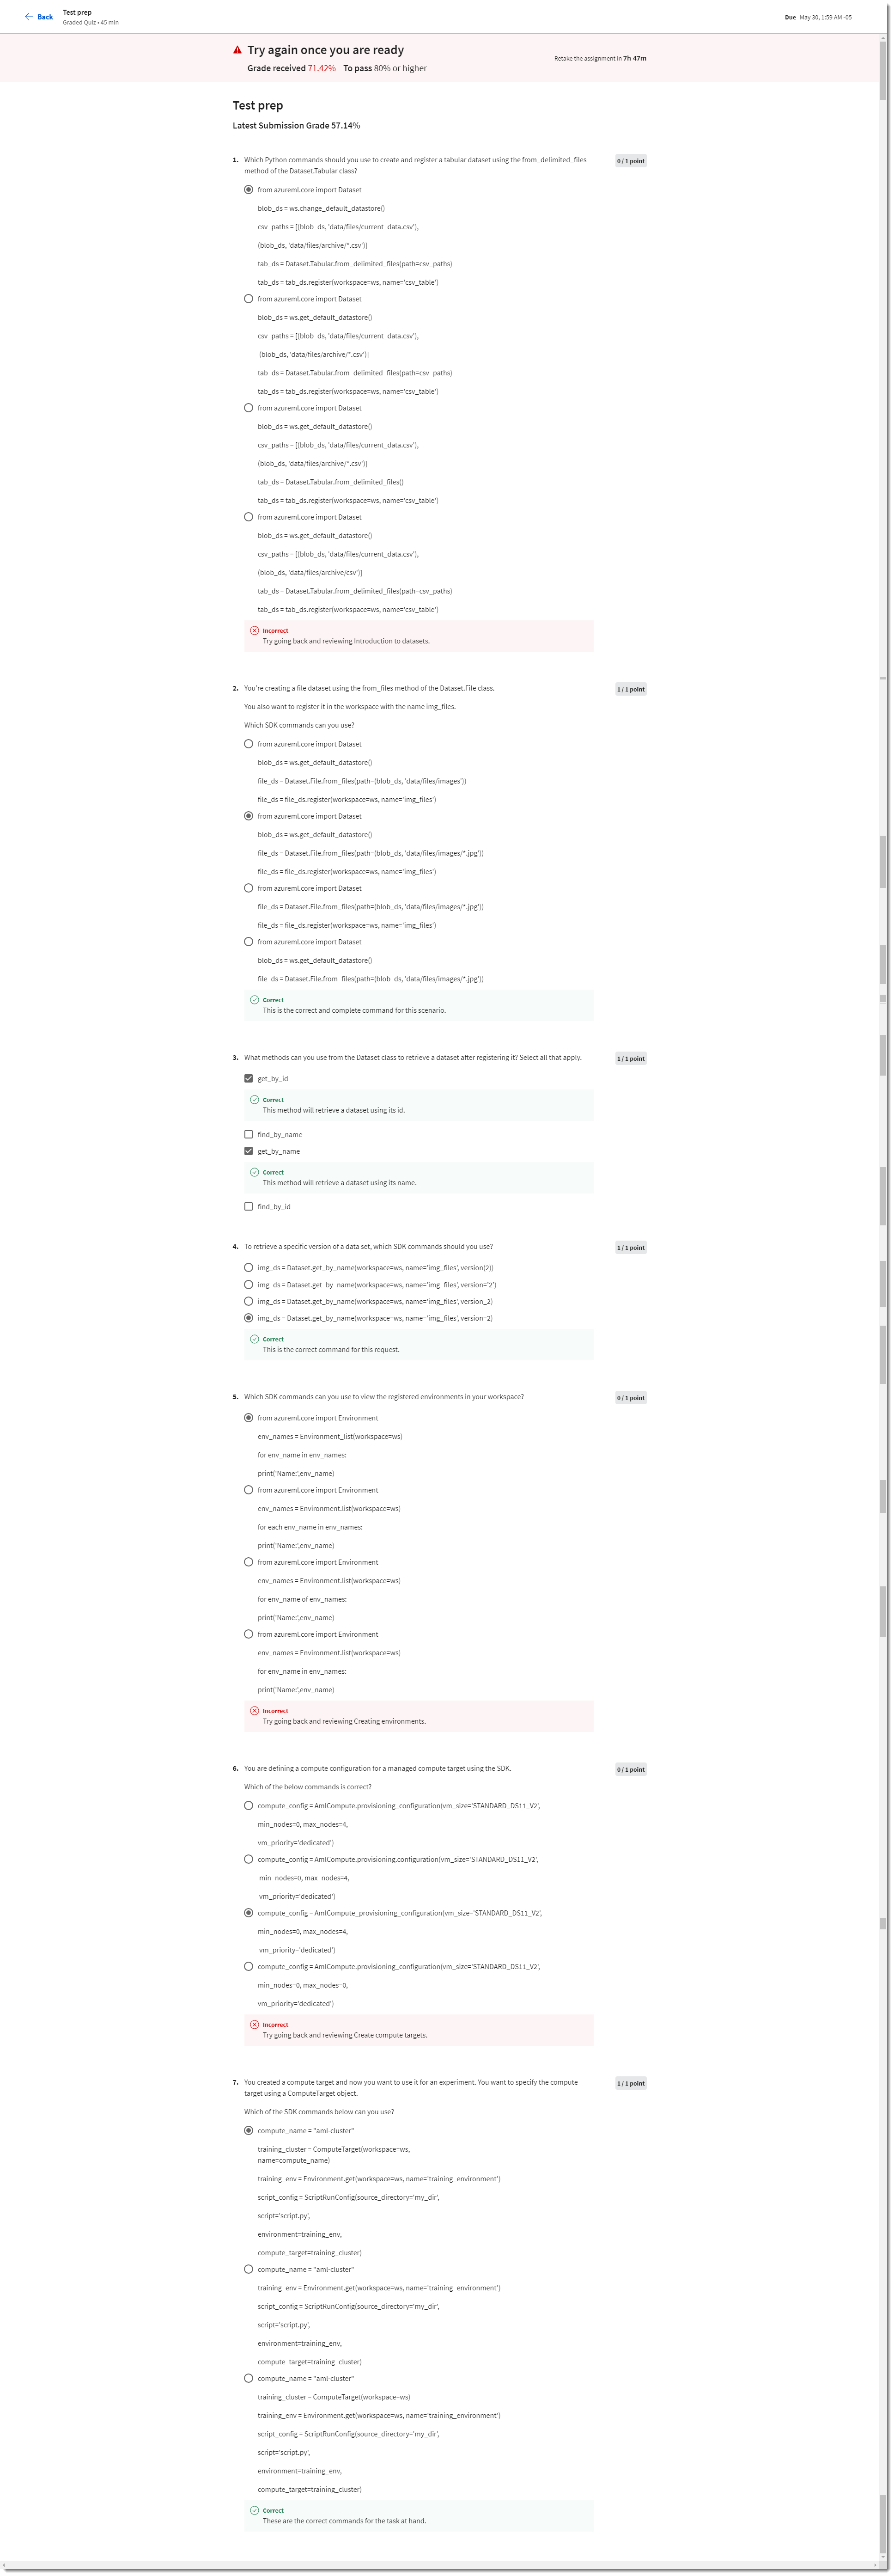 Back
Test prep
Graded Quiz • 45 min
Due May 30, 1:59 AM -05
Try again once you are ready
Grade received 71.42% To pass 80% or higher
Retake the assignment in 7h 47m
Test prep
Latest Submission Grade 57.14%
1. Which Python commands should you use to create and register a tabular dataset using the from_delimited_files
method of the Dataset.Tabular class?
0 / 1 point
from azureml.core import Dataset
blob_ds = ws.change_default_datastore()
csv_paths = [(blob_ds, 'data/files/current_data.csv'),
(blob_ds, 'data/files/archive/*.csv')]
tab_ds = Dataset.Tabular.from_delimited_files(path=csv_paths)
tab_ds = tab_ds.register(workspace=ws, name='csv_table')
from azureml.core import Dataset
blob_ds = ws.get_default_datastore()
csv_paths = [(blob_ds, 'data/files/current_data.csv'),
(blob_ds, 'data/files/archive/*.csv')]
tab_ds = Dataset.Tabular.from_delimited_files(path=csv_paths)
tab_ds = tab_ds.register(workspace=ws, name='csv_table')
from azureml.core import Dataset
blob_ds = ws.get_default_datastore()
csv_paths = [(blob_ds, 'data/files/current_data.csv'),
(blob_ds, 'data/files/archive/*.csv')]
tab_ds = Dataset.Tabular.from_delimited_files()
tab_ds = tab_ds.register(workspace=ws, name='csv_table')
from azureml.core import Dataset
blob_ds = ws.get_default_datastore()
csv_paths = [(blob_ds, 'data/files/current_data.csv'),
(blob_ds, 'data/files/archive/csv')]
tab_ds = Dataset.Tabular.from_delimited_files(path=csv_paths)
tab_ds = tab_ds.register(workspace=ws, name='csv_table')
Incorrect
Try going back and reviewing Introduction to datasets.
2. You're creating a file dataset using the from_files method of the Dataset.File class.
1 / 1 point
You also want to register it in the workspace with the name img_files.
Which SDK commands can you use?
from azureml.core import Dataset
blob_ds = ws.get_default_datastore()
file_ds = Dataset.File.from_files(path=(blob_ds, 'data/files/images'))
file_ds = file_ds.register(workspace=ws, name='img_files')
from azureml.core import Dataset
blob_ds = ws.get_default_datastore()
file_ds = Dataset.File.from_files(path=(blob_ds, 'data/files/images/*.jpg'))
file_ds = file_ds.register(workspace=ws, name='img_files')
from azureml.core import Dataset
file_ds = Dataset.File.from_files(path=(blob_ds, 'data/files/images/*.jpg'))
file_ds = file_ds.register(workspace=ws, name='img_files')
from azureml.core import Dataset
blob_ds = ws.get_default_datastore()
file_ds = Dataset.File.from_files(path=(blob_ds, 'data/files/images/*.jpg'))
Correct
This is the correct and complete command for this scenario.
3. What methods can you use from the Dataset class to retrieve a dataset after registering it? Select all that apply.
1 / 1 point
get_by_id
Correct
This method will retrieve a dataset using its id.
find_by_name
get_by_name
Correct
This method will retrieve a dataset using its name.
find_by_id
4. To retrieve a specific version of a data set, which SDK commands should you use?
1 / 1 point
img_ds = Dataset.get_by_name(workspace=ws, name='img_files', version(2))
img_ds = Dataset.get_by_name(workspace=ws, name='img_files', version='2')
img_ds = Dataset.get_by_name(workspace=ws, name='img_files', version_2)
img_ds = Dataset.get_by_name(workspace=ws, name='img_files', version=2)
Correct
This is the correct command for this request.
5. Which SDK commands can you use to view the registered environments in your workspace?
0 / 1 point
from azureml.core import Environment
env_names = Environment_list(workspace=ws)
for env_name in env_names:
print('Name:',env_name)
from azureml.core import Environment
env_names = Environment.list(workspace=ws)
for each env_name in env_names:
print('Name:',env_name)
from azureml.core import Environment
env_names = Environment.list(workspace=ws)
for env_name of env_names:
print('Name:',env_name)
from azureml.core import Environment
env_names = Environment.list(workspace=ws)
for env_name in env_names:
print('Name:',env_name)
Incorrect
Try going back and reviewing Creating environments.
6. You are defining a compute configuration for a managed compute target using the SDK.
0 / 1 point
Which of the below commands is correct?
compute_config = AmlCompute.provisioning_configuration(vm_size='STANDARD_DS11_V2',
min_nodes=0, max_nodes=4,
vm_priority='dedicated')
compute_config = AmlCompute.provisioning.configuration(vm_size='STANDARD_DS11_V2',
min_nodes=0, max_nodes=4,
vm_priority='dedicated')
compute_config = AmlCompute_provisioning_configuration(vm_size='STANDARD_DS11_V2',
min_nodes=0, max_nodes=4,
vm_priority='dedicated')
compute_config = AmlCompute.provisioning_configuration(vm_size='STANDARD_DS11_V2',
min_nodes=0, max_nodes=0,
vm_priority='dedicated')
Incorrect
Try going back and reviewing Create compute targets.
7. You created a compute target and now you want to use it for an experiment. You want to specify the compute
target using a ComputeTarget object.
1 / 1 point
Which of the SDK commands below can you use?
compute_name = "aml-cluster"
training_cluster = ComputeTarget(workspace=ws,
name=compute_name)
training_env = Environment.get(workspace=ws, name='training_environment')
script_config = ScriptRunConfig(source_directory='my_dir',
script='script.py',
environment=training_env,
compute_target=training_cluster)
compute_name = "aml-cluster"
training_env = Environment.get(workspace=ws, name='training_environment')
script_config = ScriptRunConfig(source_directory='my_dir',
script='script.py',
environment=training_env,
compute_target=training_cluster)
compute_name = "aml-cluster"
training_cluster = ComputeTarget(workspace=ws)
training_env = Environment.get(workspace=ws, name='training_environment')
script_config = ScriptRunConfig(source_directory='my_dir',
script='script.py',
environment=training_env,
compute_target=training_cluster)
Correct
These are the correct commands for the task at hand.